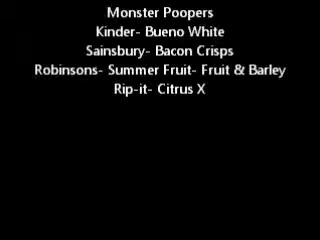 Monster Poopers
Kinder- Bueno White
Sainsbury- Bacon Crisps
Robinsons- Summer Fruit- Fruit & Barley
Rip-it- Citrus X